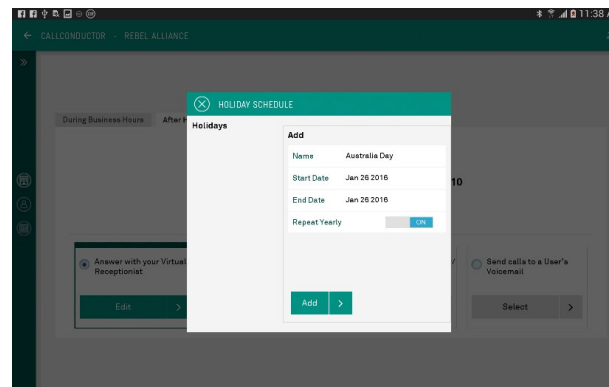 11:38
CALLCONDUCTOR - REBEL ALLIANCE
HOLIDAY SCHEDULE
During Business Hours
Holidays
Add
Name Australia Day
Start Date Jan 26 2016
10
End Date Jan 26 2016
Repeat Yearly ON
Answer with your Virtual
Receptionist
Send calls to a User's
Voicemail
Add
Edit
Select